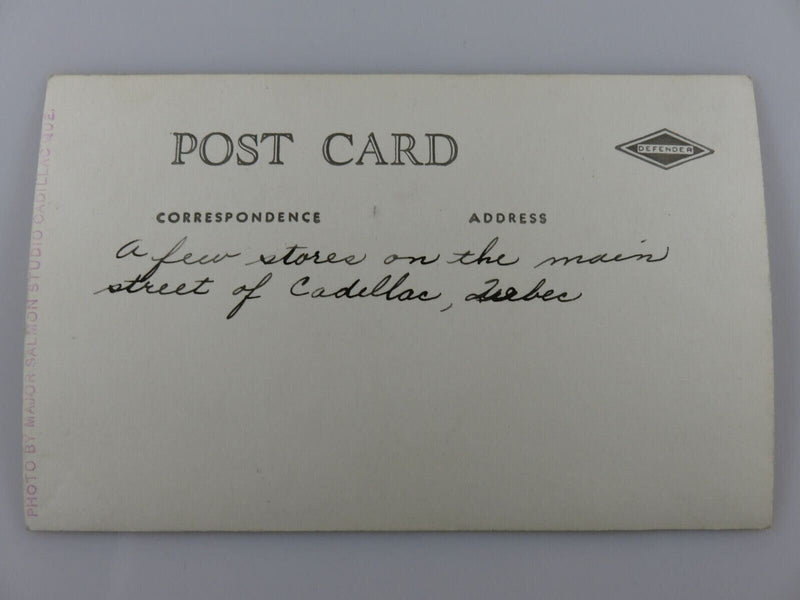 POST CARD
DEFENDER
CORRESPONDENCE
ADDRESS
A few stores on the main
street of Cadillac, Quebec
PHOTO BY MAJOR SALMON STUDIO CADILLAC QUE.